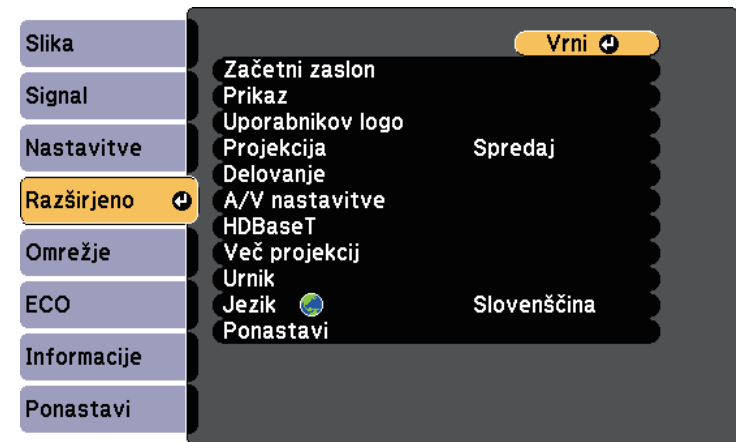 Slika
Signal
Nastavitve
Razširjeno
Omrežje
ECO
Informacije
Ponastavi
Vrni
Začetni zaslon
Prikaz
Uporabnikov logo
Projekcija Spredaj
Delovanje
A/V nastavitve
HDBaseT
Več projekcij
Urnik
Jezik Slovenščina
Ponastavi